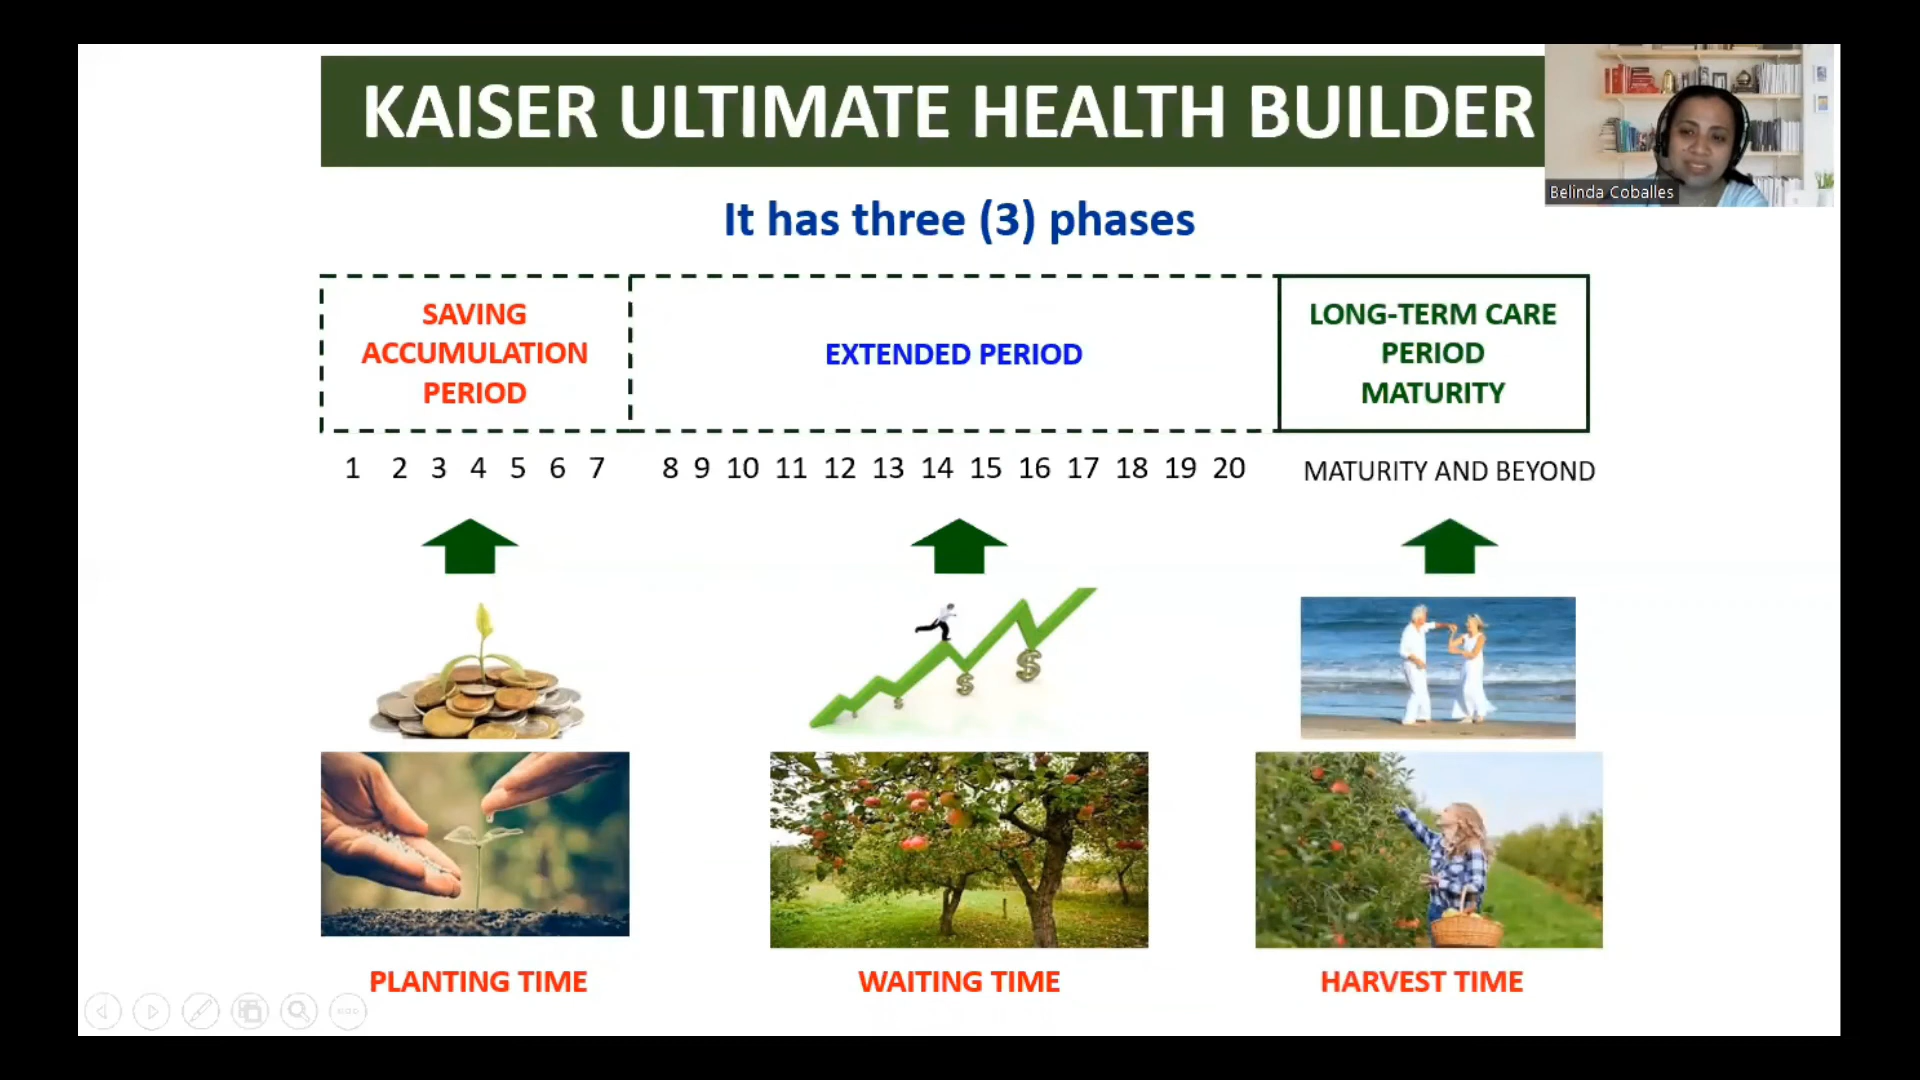 KAISER ULTIMATE HEALTH BUILDER
Belinda Coballes
It has three (3) phases
SAVING
ACCUMULATION
PERIOD
EXTENDED PERIOD
LONG-TERM CARE
PERIOD
MATURITY
1 2 3 4 5 6 7 8 9 10 11 12 13 14 15 16 17 18 19 20 MATURITY AND BEYOND
$ $ $
PLANTING TIME
WAITING TIME
HARVEST TIME